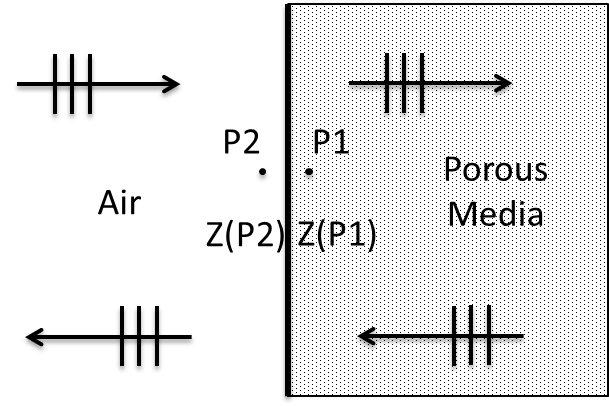 P2
P1
Air
Porous
Media
Z(P2)
Z(P1)